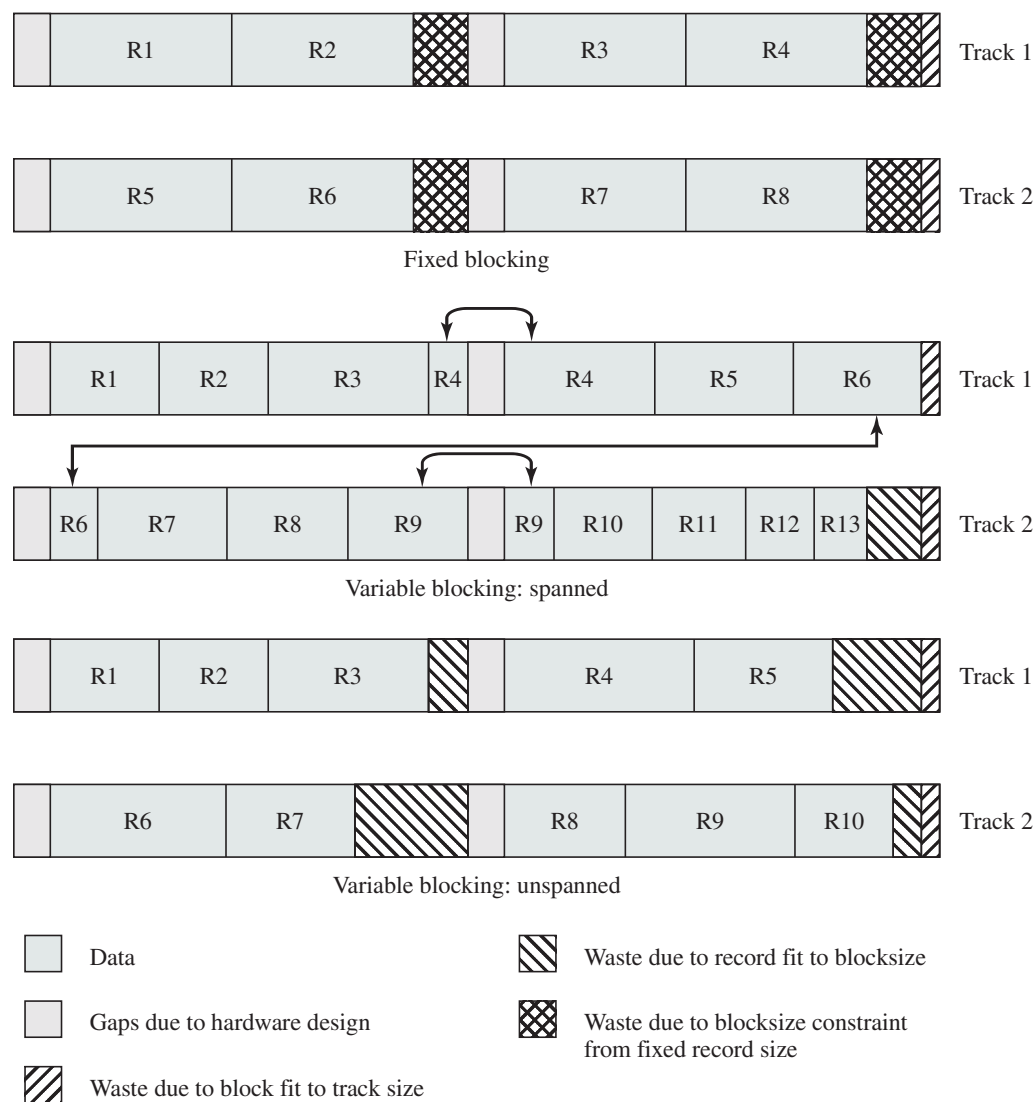 R1 R2 R3 R4 Track 1
R5 R6 R7 R8 Track 2
Fixed blocking
R1 R2 R3 R4 R4 R5 R6 Track 1
R6 R7 R8 R9 R9 R10 R11 R12 R13 Track 2
Variable blocking: spanned
R1 R2 R3 R4 R5 Track 1
R6 R7 R8 R9 R10 Track 2
Variable blocking: unspanned
Data
Waste due to record fit to blocksize
Gaps due to hardware design
Waste due to blocksize constraint
from fixed record size
Waste due to block fit to track size